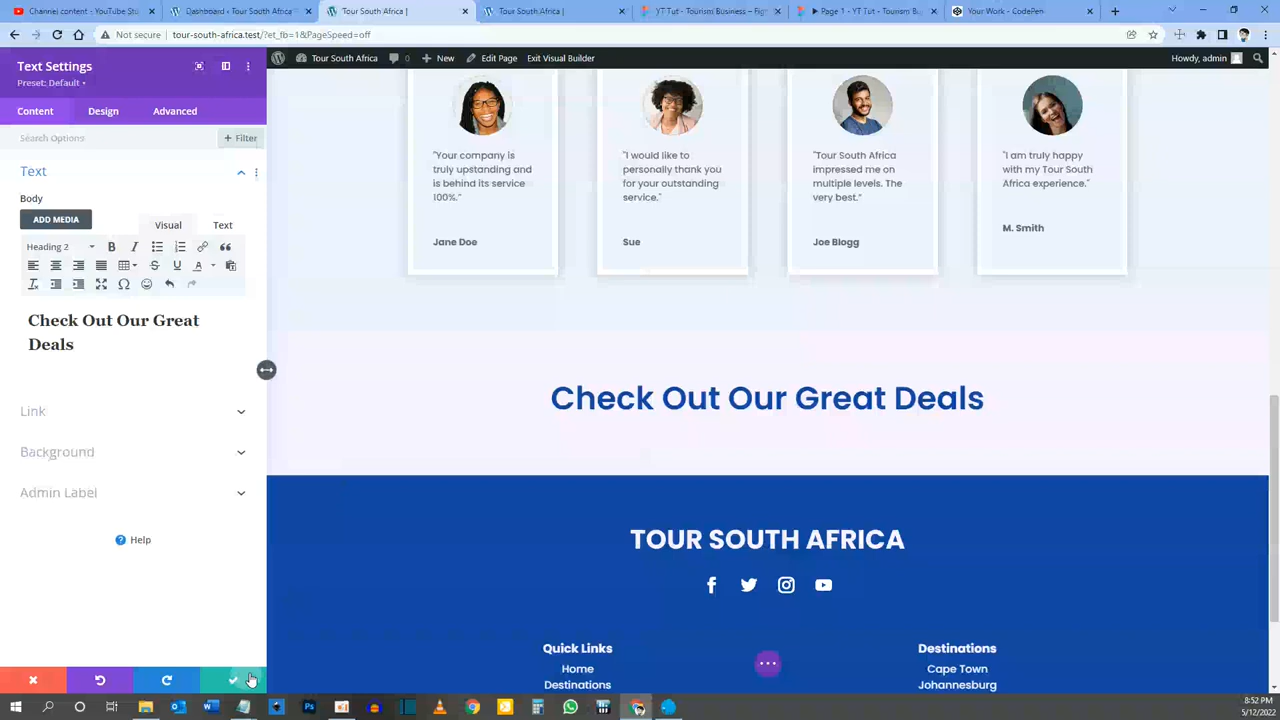 Channel content - YouTube Stu
Dashboard ‹ Tour South Africa
Tour South Africa |
Tour South Africa |
YT Tut - Tourism Business – Fig
▶ Page 1 - YT Tut - Tourism Bus
Your Work - CodePen
Not secure | tour-south-africa.test/?et_fb=1&PageSpeed=off
Text Settings
Preset: Default
Tour South Africa
0
New
Edit Page
Exit Visual Builder
Howdy, admin
Content
Design
Advanced
Search Options
+ Filter
Text
Body
ADD MEDIA
Visual
Text
Heading 2
Check Out Our Great
Deals
Link
Background
Admin Label
Help
"Your company is
truly upstanding and
is behind its service
100%."
Jane Doe
"I would like to
personally thank you
for your outstanding
service."
Sue
"Tour South Africa
impressed me on
multiple levels. The
very best."
Joe Blogg
"I am truly happy
with my Tour South
Africa experience."
M. Smith
Check Out Our Great Deals
TOUR SOUTH AFRICA
Quick Links
Home
Destinations
Destinations
Cape Town
Johannesburg
8:52 PM
5/12/2022